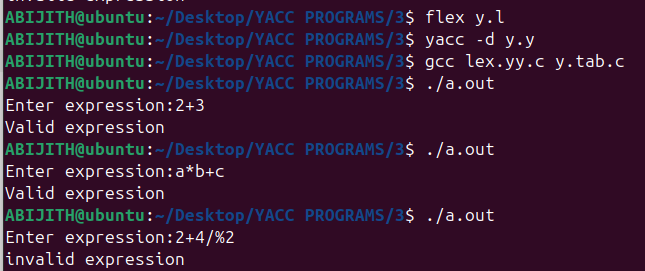 ABIJITH@ubuntu:~/Desktop/YACC PROGRAMS/3$ flex y.l
ABIJITH@ubuntu:~/Desktop/YACC PROGRAMS/3$ yacc -d y.y
ABIJITH@ubuntu:~/Desktop/YACC PROGRAMS/3$ gcc lex.yy.c y.tab.c
ABIJITH@ubuntu:~/Desktop/YACC PROGRAMS/3$ ./a.out
Enter expression:2+3
Valid expression
ABIJITH@ubuntu:~/Desktop/YACC PROGRAMS/3$ ./a.out
Enter expression:a*b+c
Valid expression
ABIJITH@ubuntu:~/Desktop/YACC PROGRAMS/3$ ./a.out
Enter expression:2+4/%2
invalid expression